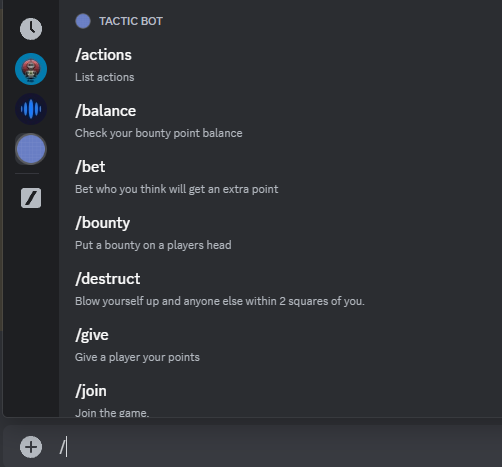 TACTIC BOT
/actions
List actions
/balance
Check your bounty point balance
/bet
Bet who you think will get an extra point
/bounty
Put a bounty on a players head
/destruct
Blow yourself up and anyone else within 2 squares of you.
/give
Give a player your points
/join
Join the game.
/